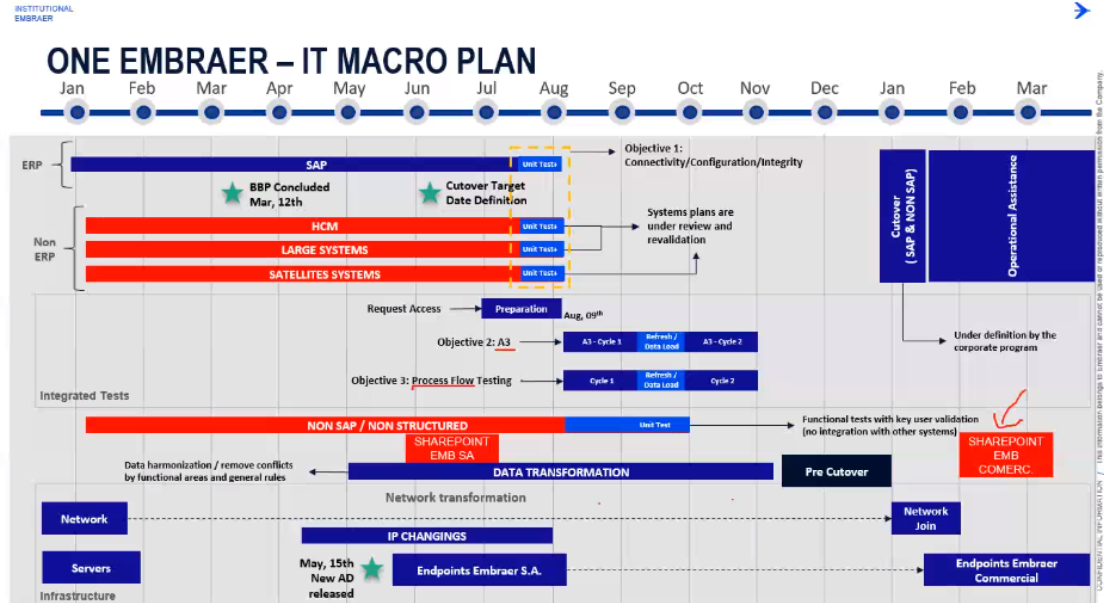 INSTITUTIONAL
EMBRAER
ONE EMBRAER – IT MACRO PLAN
Jan Feb Mar Apr May Jun Jul Aug Sep Oct Nov Dec Jan Feb Mar
ERP
SAP
Unit Test+
Objective 1:
Connectivity/Configuration/Integrity
BBP Concluded
Mar, 12th
Cutover Target
Date Definition
Non
ERP
HCM
Unit Test+
LARGE SYSTEMS
Unit Test+
SATELLITES SYSTEMS
Unit Test+
Systems plans are
under review and
revalidation
Cutover
( SAP & NON SAP)
Operational Assistance
Request Access
Preparation
Aug, 09th
Objective 2: A3
A3 - Cycle 1
Refresh /
Data Load
A3 - Cycle 2
Under definition by the
corporate program
Objective 3: Process Flow Testing
Cycle 1
Refresh /
Data Load
Cycle 2
Integrated Tests
NON SAP / NON STRUCTURED
Unit Test
Functional tests with key user validation
(no integration with other systems)
SHAREPOINT
EMB SA
SHAREPOINT
EMB
COMERC.
Data harmonization / remove conflicts
by functional areas and general rules
DATA TRANSFORMATION
Pre Cutover
Network transformation
Network
Network
Join
IP CHANGINGS
Servers
May, 15th
New AD
released
Endpoints Embraer S.A.
Endpoints Embraer
Commercial
Infrastructure
CONFIDENTIAL INFORMATION / This information belongs to Embraer and cannot be used or reproduced without written permission from the Company.